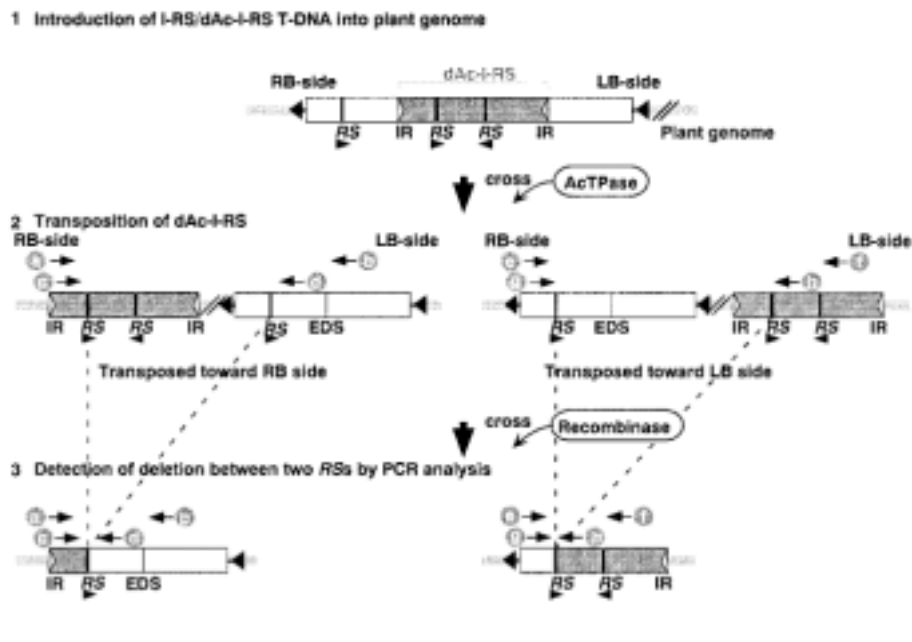 1 Introduction of I-RS/dAc-I-RS T-DNA into plant genome
dAc-I-RS
RB-side LB-side
RS IR RS RS IR Plant genome
cross AcTPase
2 Transposition of dAc-I-RS
RB-side LB-side RB-side LB-side
IR RS RS IR RS EDS RS EDS IR RS RS IR
Transposed toward RB side Transposed toward LB side
cross Recombinase
3 Detection of deletion between two RSs by PCR analysis
IR RS EDS RS RS IR